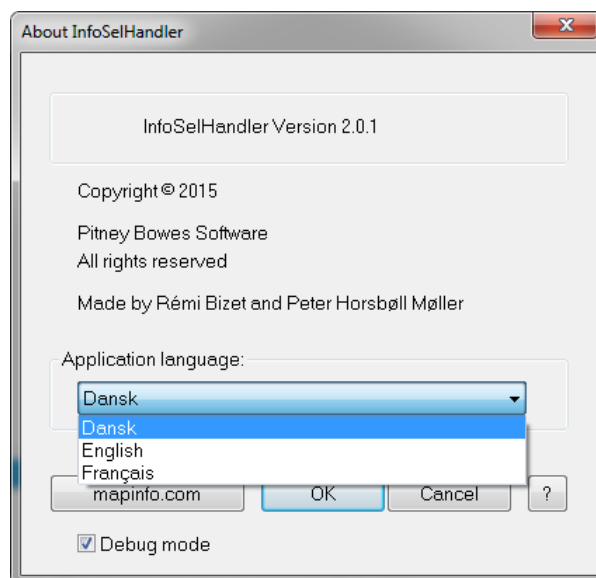 About InfoSelHandler
InfoSelHandler Version 2.0.1
Copyright © 2015
Pitney Bowes Software
All rights reserved
Made by Rémi Bizet and Peter Horsbøll Møller
Application language:
Dansk
Dansk
English
Français
mapinfo.com OK Cancel ?
Debug mode